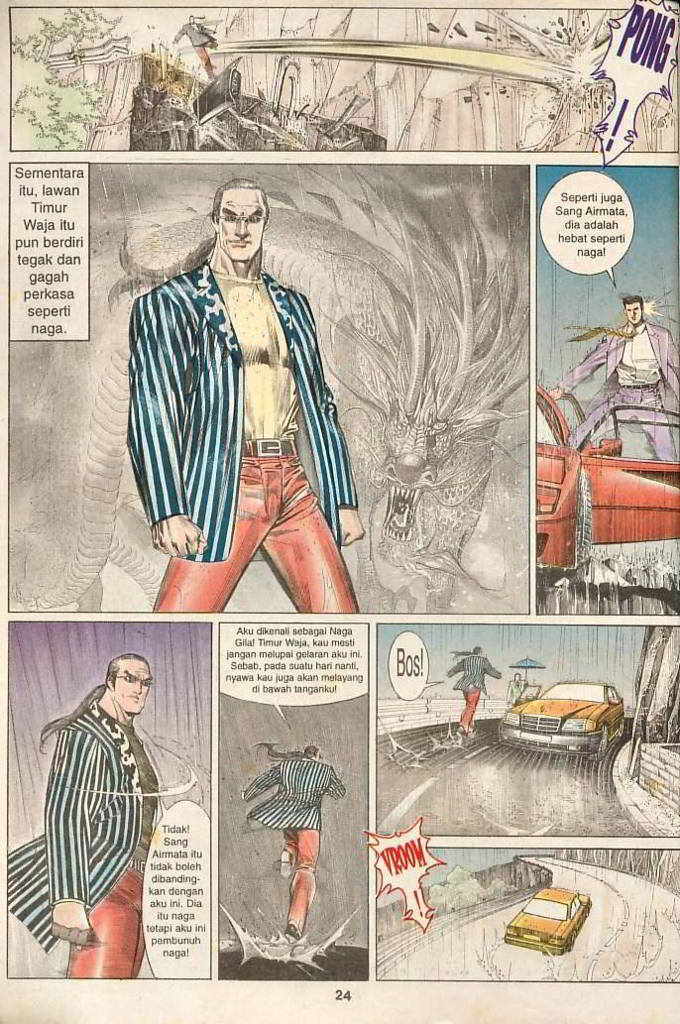 PONG
!
Sementara
itu, lawan
Timur
Waja itu
pun berdiri
tegak dan
gagah
perkasa
seperti
naga.
Seperti juga
Sang Airmata,
dia adalah
hebat seperti
naga!
Tidak!
Sang
Airmata itu
tidak boleh
dibanding-
kan dengan
aku ini. Dia
itu naga
tetapi aku ini
pembunuh
naga!
Aku dikenali sebagai Naga
Gila! Timur Waja, kau mesti
jangan melupai gelaran aku ini.
Sebab, pada suatu hari nanti,
nyawa kau juga akan melayang
di bawah tanganku!
Bos!
VROOM
!
24